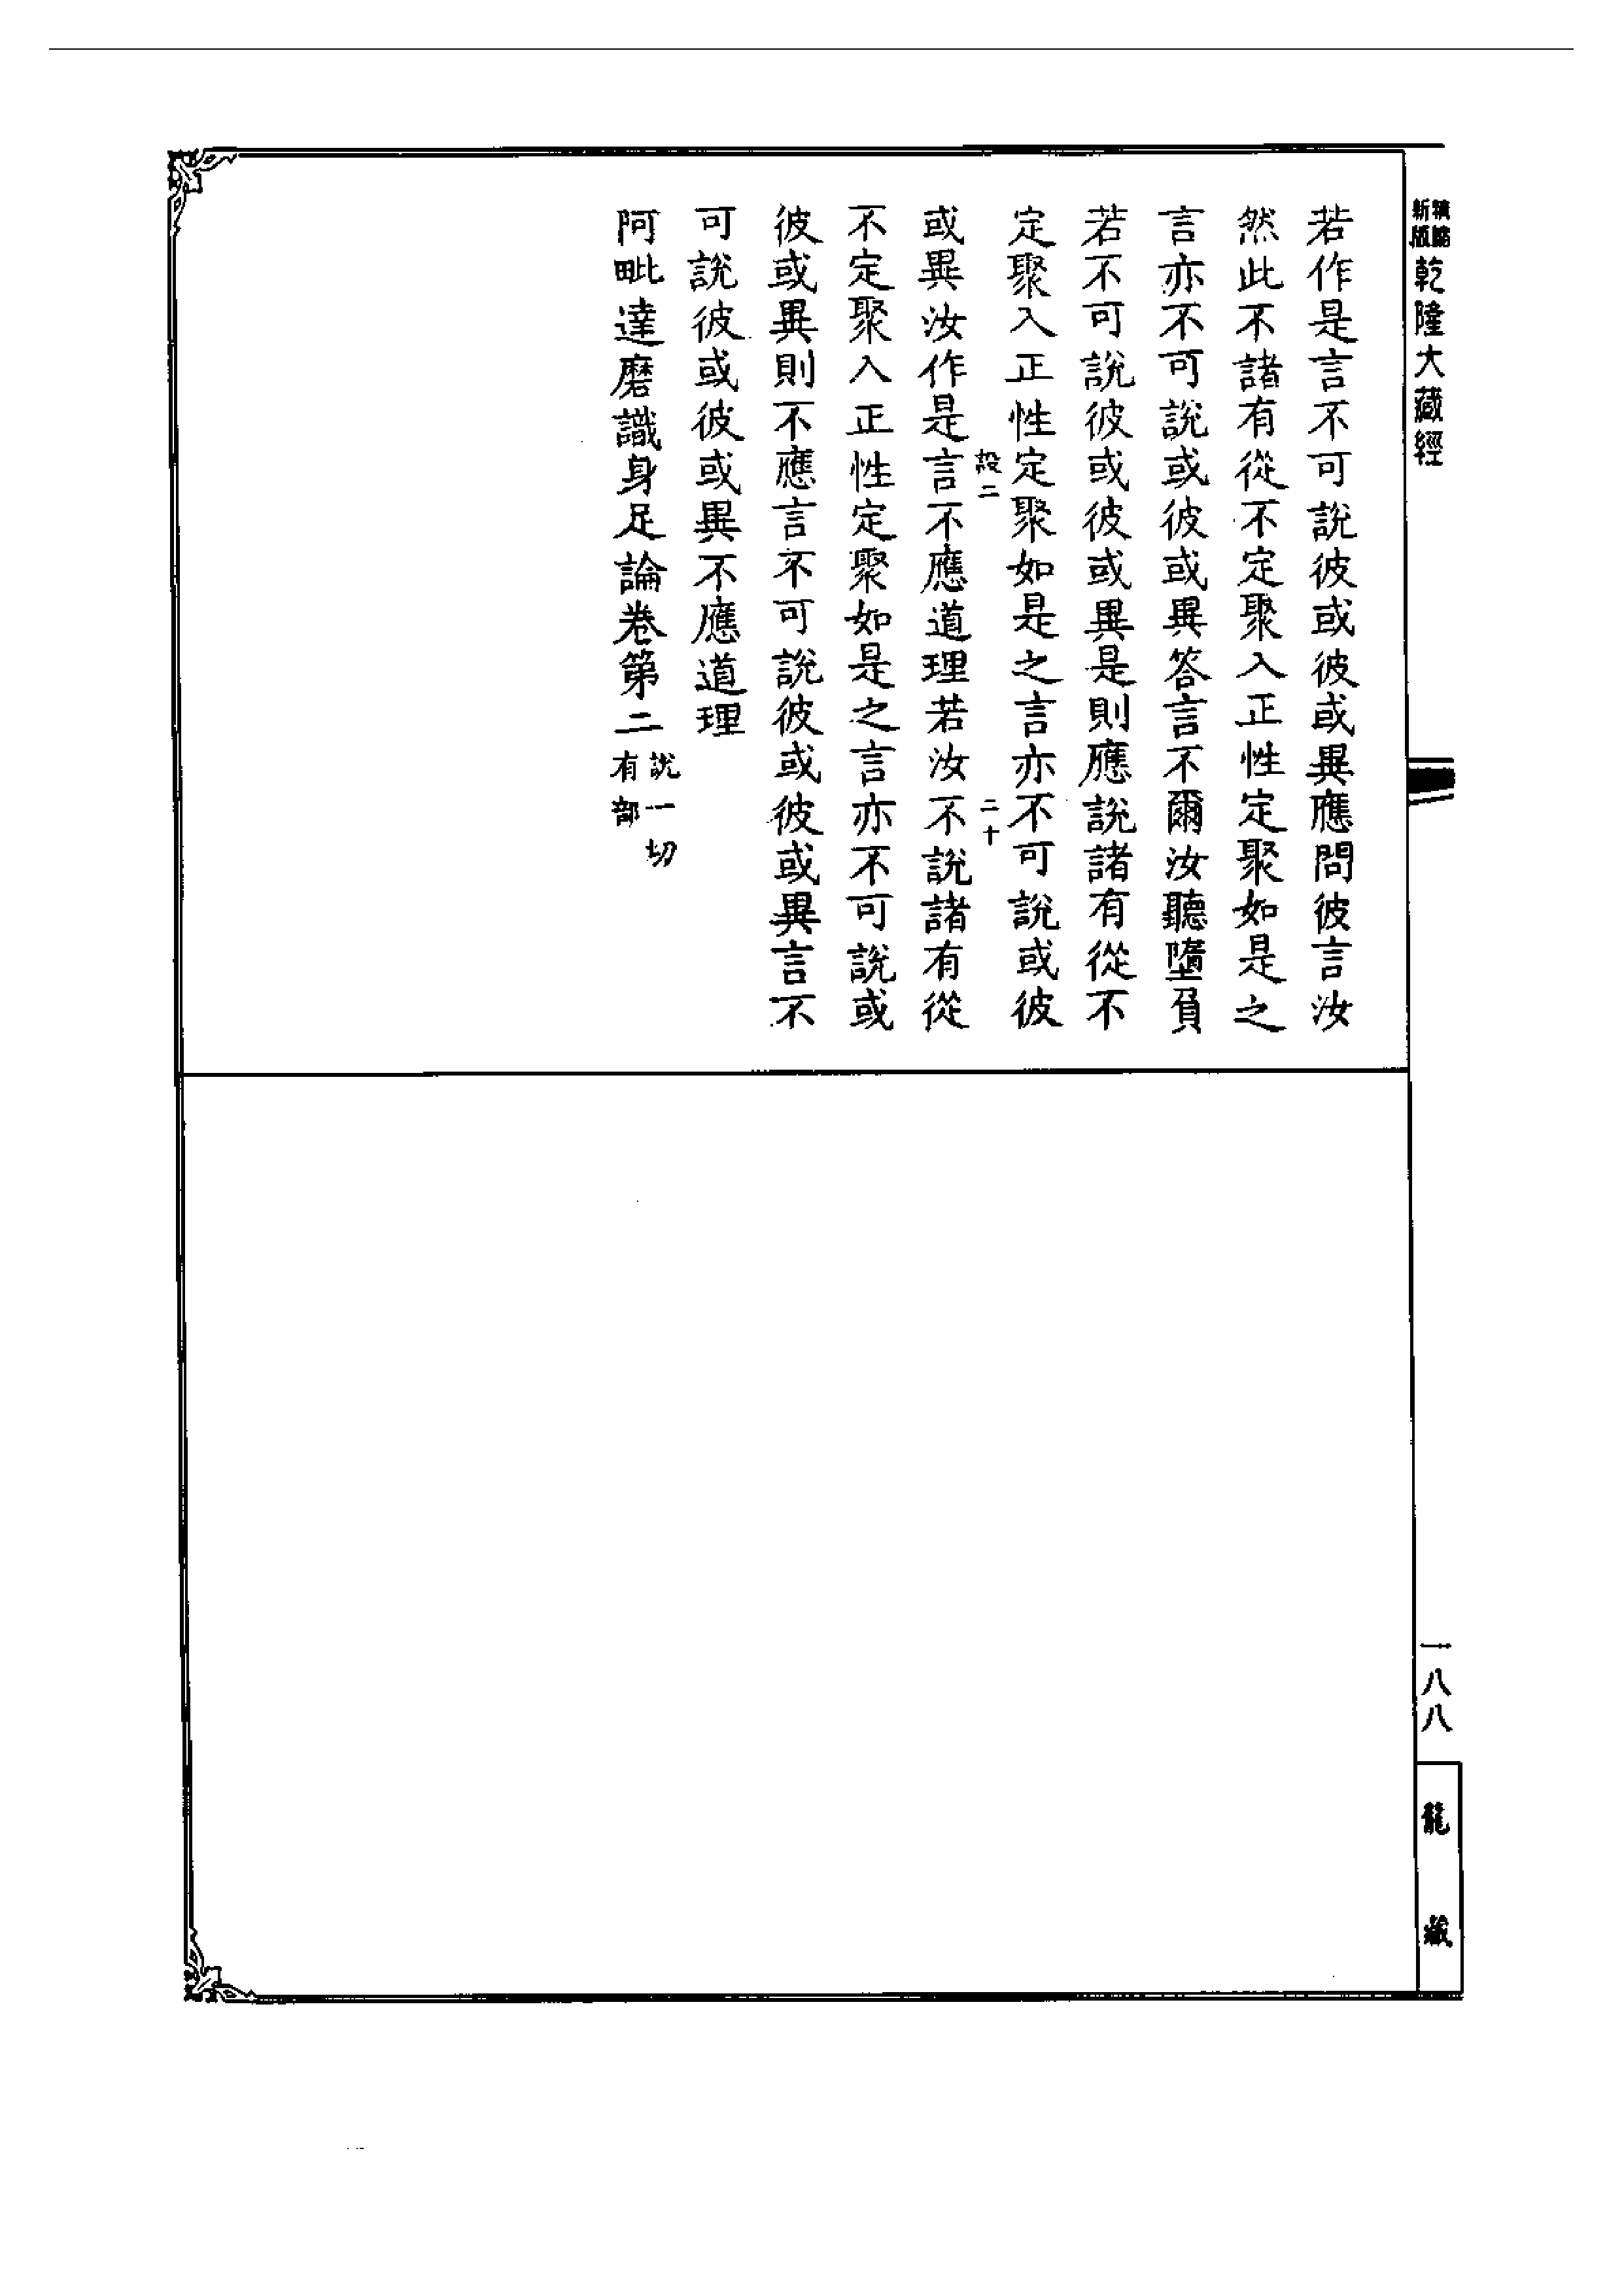 新版精縮乾隆大藏經
若作是言不可說彼或彼或異應問彼言汝
然此不諸有從不定聚入正性定聚如是之
言亦不可說或彼或異答言不爾汝聽墮負
若不可說彼或彼或異是則應說諸有從不
定聚入正性定聚如是之言亦不可說或彼
設二 二十
或異汝作是言不應道理若汝不說諸有從
不定聚入正性定聚如是之言亦不可說或
彼或異則不應言不可說彼或彼或異言不
可說彼或彼或異不應道理
阿毗達磨識身足論卷第二說一切有部
一八八
龍藏